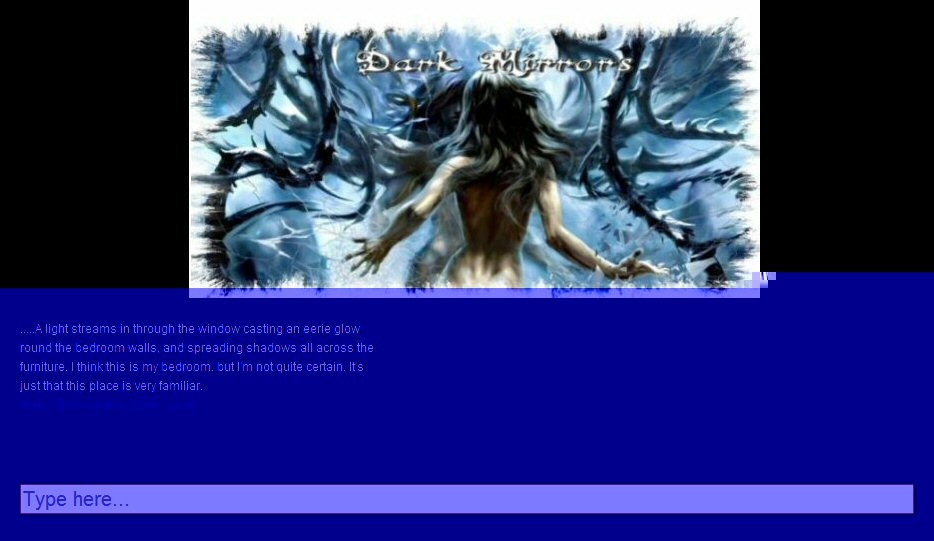 Dark Mirrors
.....A light streams in through the window casting an eerie glow
round the bedroom walls, and spreading shadows all across the
furniture. I think this is my bedroom, but I'm not quite certain. It's
just that this place is very familiar.
Type here...